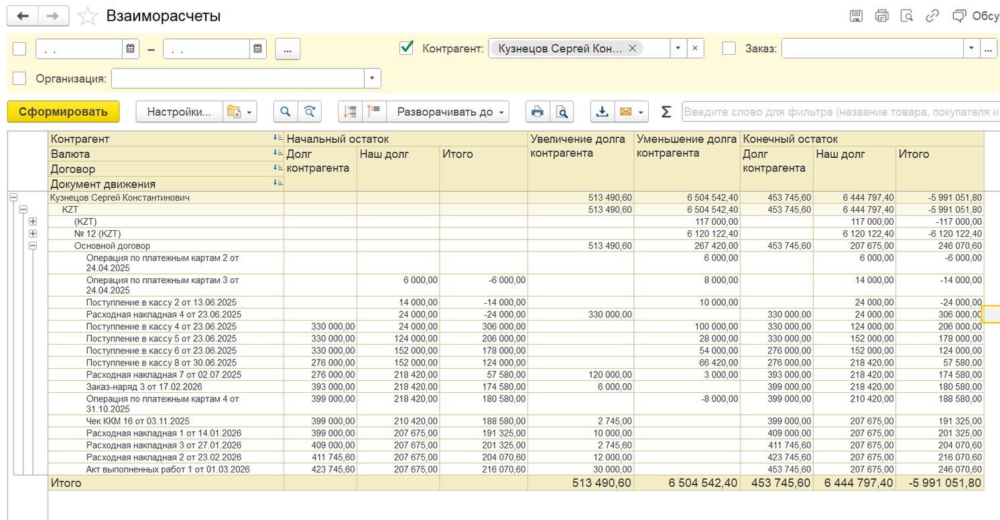 Взаиморасчеты
Обсу
. . – . . ... Контрагент: Кузнецов Сергей Кон... × Заказ: ...
Организация:
Сформировать Настройки... Разворачивать до Σ Введите слово для фильтра (название товара, покупателя и
Контрагент Начальный остаток Увеличение долга контрагента Уменьшение долга контрагента Конечный остаток
Валюта Долг контрагента Наш долг Итого Долг контрагента Наш долг Итого
Договор
Документ движения
Кузнецов Сергей Константинович 513 490,60 6 504 542,40 453 745,60 6 444 797,40 -5 991 051,80
KZT 513 490,60 6 504 542,40 453 745,60 6 444 797,40 -5 991 051,80
(KZT) 117 000,00 117 000,00 -117 000,00
№ 12 (KZT) 6 120 122,40 6 120 122,40 -6 120 122,40
Основной договор 513 490,60 267 420,00 453 745,60 207 675,00 246 070,60
Операция по платежным картам 2 от 6 000,00 6 000,00 -6 000,00
24.04.2025
Операция по платежным картам 3 от 6 000,00 -6 000,00 8 000,00 14 000,00 -14 000,00
24.04.2025
Поступление в кассу 2 от 13.06.2025 14 000,00 -14 000,00 10 000,00 24 000,00 -24 000,00
Расходная накладная 4 от 23.06.2025 24 000,00 -24 000,00 330 000,00 330 000,00 24 000,00 306 000,00
Поступление в кассу 4 от 23.06.2025 330 000,00 24 000,00 306 000,00 100 000,00 330 000,00 124 000,00 206 000,00
Поступление в кассу 5 от 23.06.2025 330 000,00 124 000,00 206 000,00 28 000,00 330 000,00 152 000,00 178 000,00
Поступление в кассу 6 от 23.06.2025 330 000,00 152 000,00 178 000,00 54 000,00 276 000,00 152 000,00 124 000,00
Поступление в кассу 8 от 30.06.2025 276 000,00 152 000,00 124 000,00 66 420,00 276 000,00 218 420,00 57 580,00
Расходная накладная 7 от 02.07.2025 276 000,00 218 420,00 57 580,00 120 000,00 3 000,00 393 000,00 218 420,00 174 580,00
Заказ-наряд 3 от 17.02.2026 393 000,00 218 420,00 174 580,00 6 000,00 399 000,00 218 420,00 180 580,00
Операция по платежным картам 4 от 399 000,00 218 420,00 180 580,00 -8 000,00 399 000,00 210 420,00 188 580,00
31.10.2025
Чек ККМ 16 от 03.11.2025 399 000,00 210 420,00 188 580,00 2 745,00 399 000,00 207 675,00 191 325,00
Расходная накладная 1 от 14.01.2026 399 000,00 207 675,00 191 325,00 10 000,00 409 000,00 207 675,00 201 325,00
Расходная накладная 3 от 27.01.2026 409 000,00 207 675,00 201 325,00 2 745,60 411 745,60 207 675,00 204 070,60
Расходная накладная 2 от 23.02.2026 411 745,60 207 675,00 204 070,60 12 000,00 423 745,60 207 675,00 216 070,60
Акт выполненных работ 1 от 01.03.2026 423 745,60 207 675,00 216 070,60 30 000,00 453 745,60 207 675,00 246 070,60
Итого 513 490,60 6 504 542,40 453 745,60 6 444 797,40 -5 991 051,80